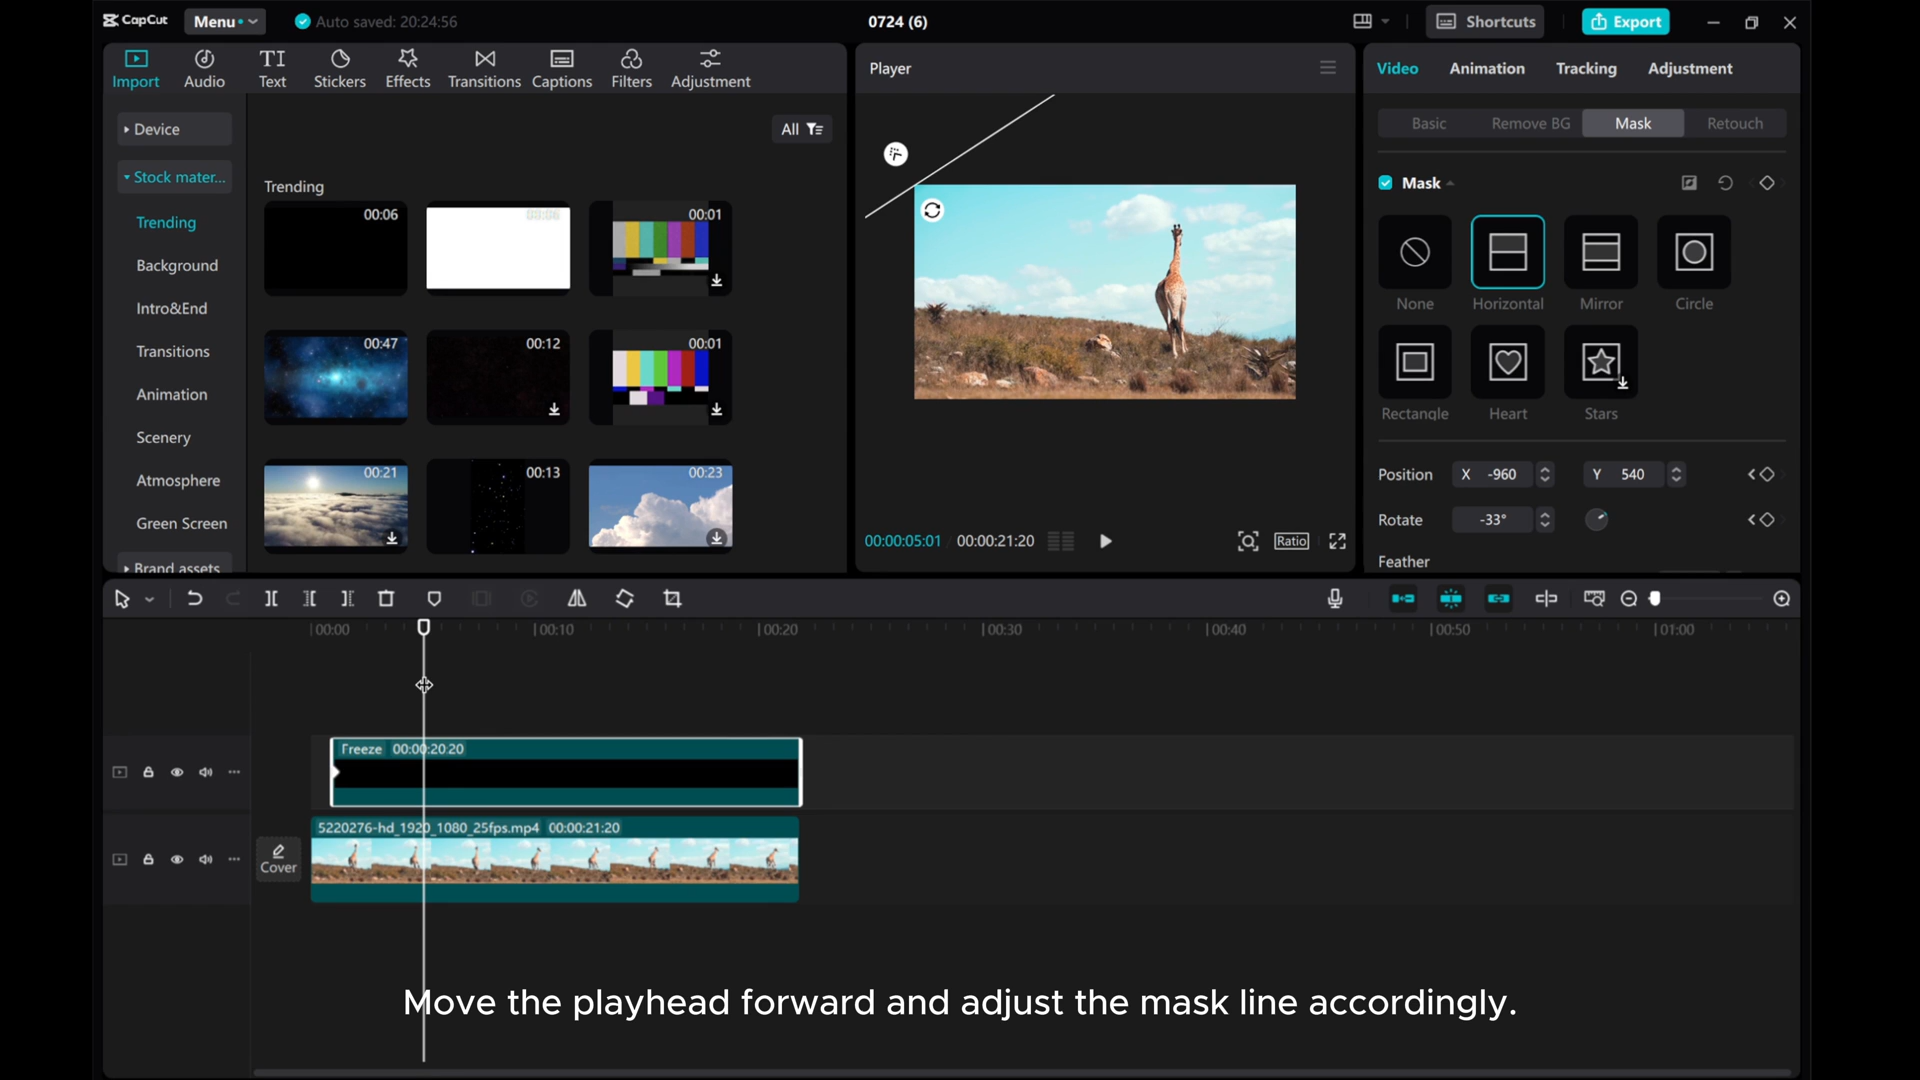 CapCut
Menu
Auto saved: 20:24:56
0724 (6)
Shortcuts
Export
Import
Audio
TI
Text
Stickers
Effects
Transitions
Captions
Filters
Adjustment
Player
Video
Animation
Tracking
Adjustment
Device
Stock mater...
Trending
Background
Intro&End
Transitions
Animation
Scenery
Atmosphere
Green Screen
Brand assets
All
Trending
00:06
00:06
00:01
00:47
00:12
00:01
00:21
00:13
00:23
00:00:05:01
00:00:21:20
Ratio
Basic
Remove BG
Mask
Retouch
Mask
None
Horizontal
Mirror
Circle
Rectangle
Heart
Stars
Position X -960 Y 540
Rotate -33°
Feather
00:00
00:10
00:20
00:30
00:40
00:50
01:00
Freeze 00:00:20:20
5220276-hd_1920_1080_25fps.mp4 00:00:21:20
Cover
Move the playhead forward and adjust the mask line accordingly.